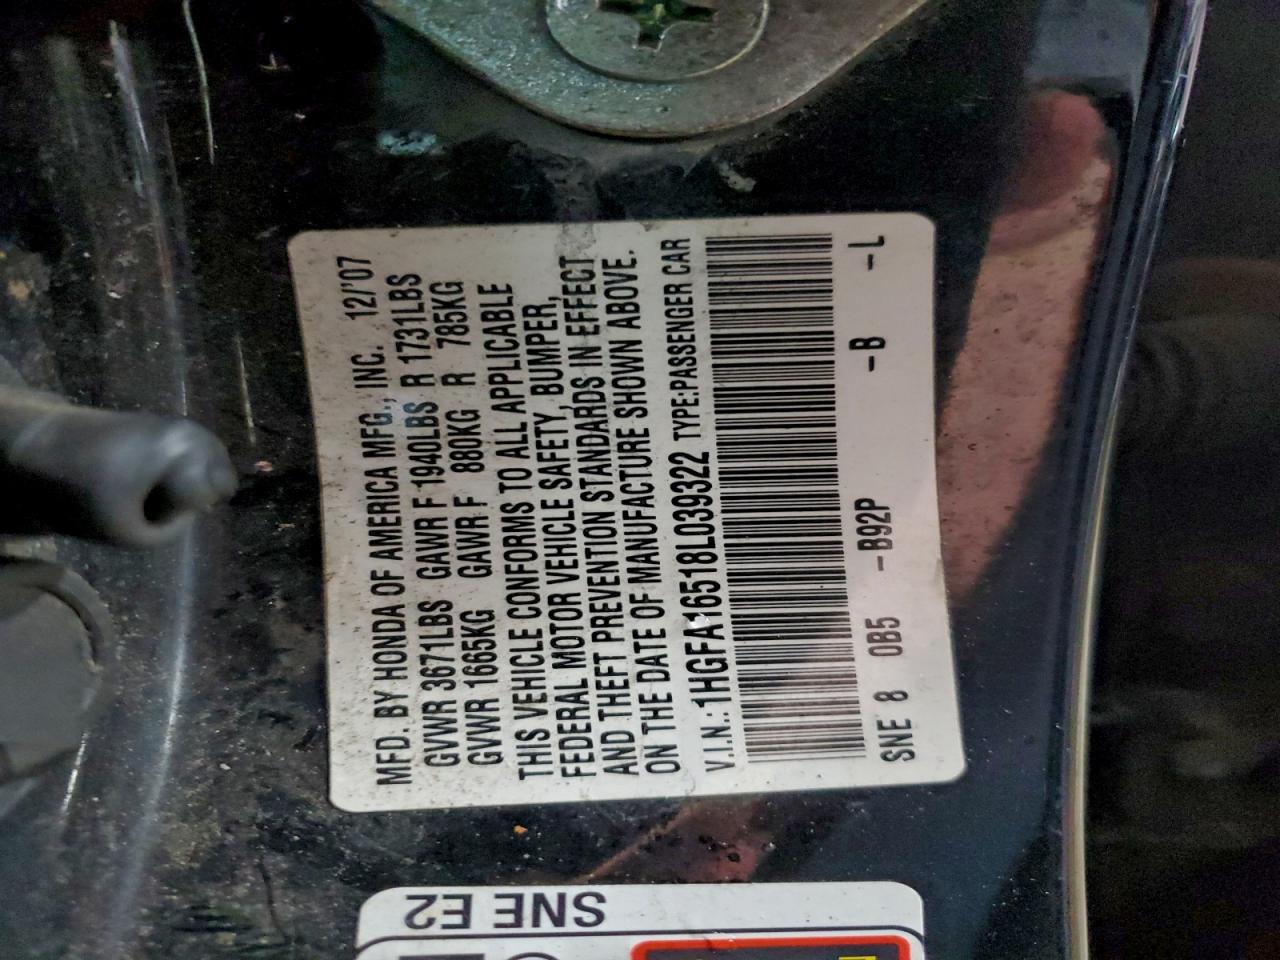 MFD. BY HONDA OF AMERICA MFG., INC. 12/'07
GVWR 3671LBS GAWR F 1940LBS R 1731LBS
GVWR 1665KG GAWR F 880KG R 785KG
THIS VEHICLE CONFORMS TO ALL APPLICABLE
FEDERAL MOTOR VEHICLE SAFETY, BUMPER,
AND THEFT PREVENTION STANDARDS IN EFFECT
ON THE DATE OF MANUFACTURE SHOWN ABOVE.
V.I.N.: 1HGFA16518L039322 TYPE:PASSENGER CAR
SNE 8 0B5 -B92P -B -L
SNE E2